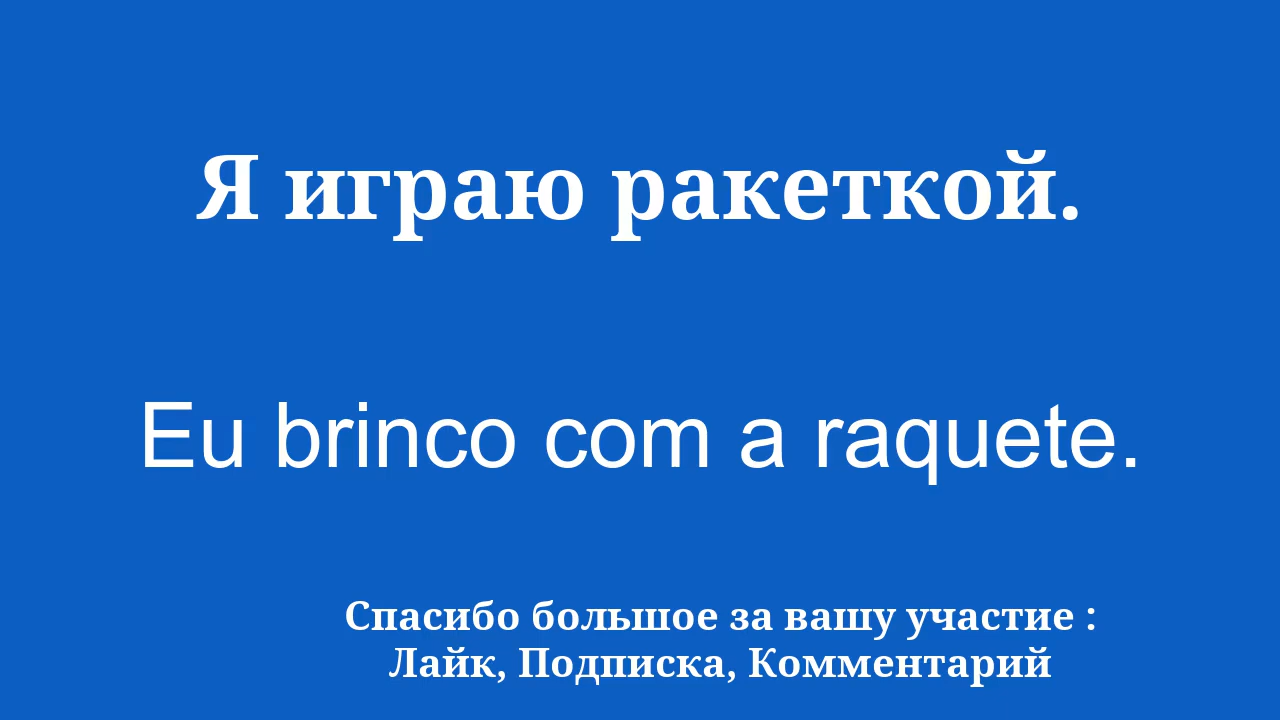 Я играю ракеткой.
Eu brinco com a raquete.
Спасибо большое за вашу участие :
Лайк, Подписка, Комментарий